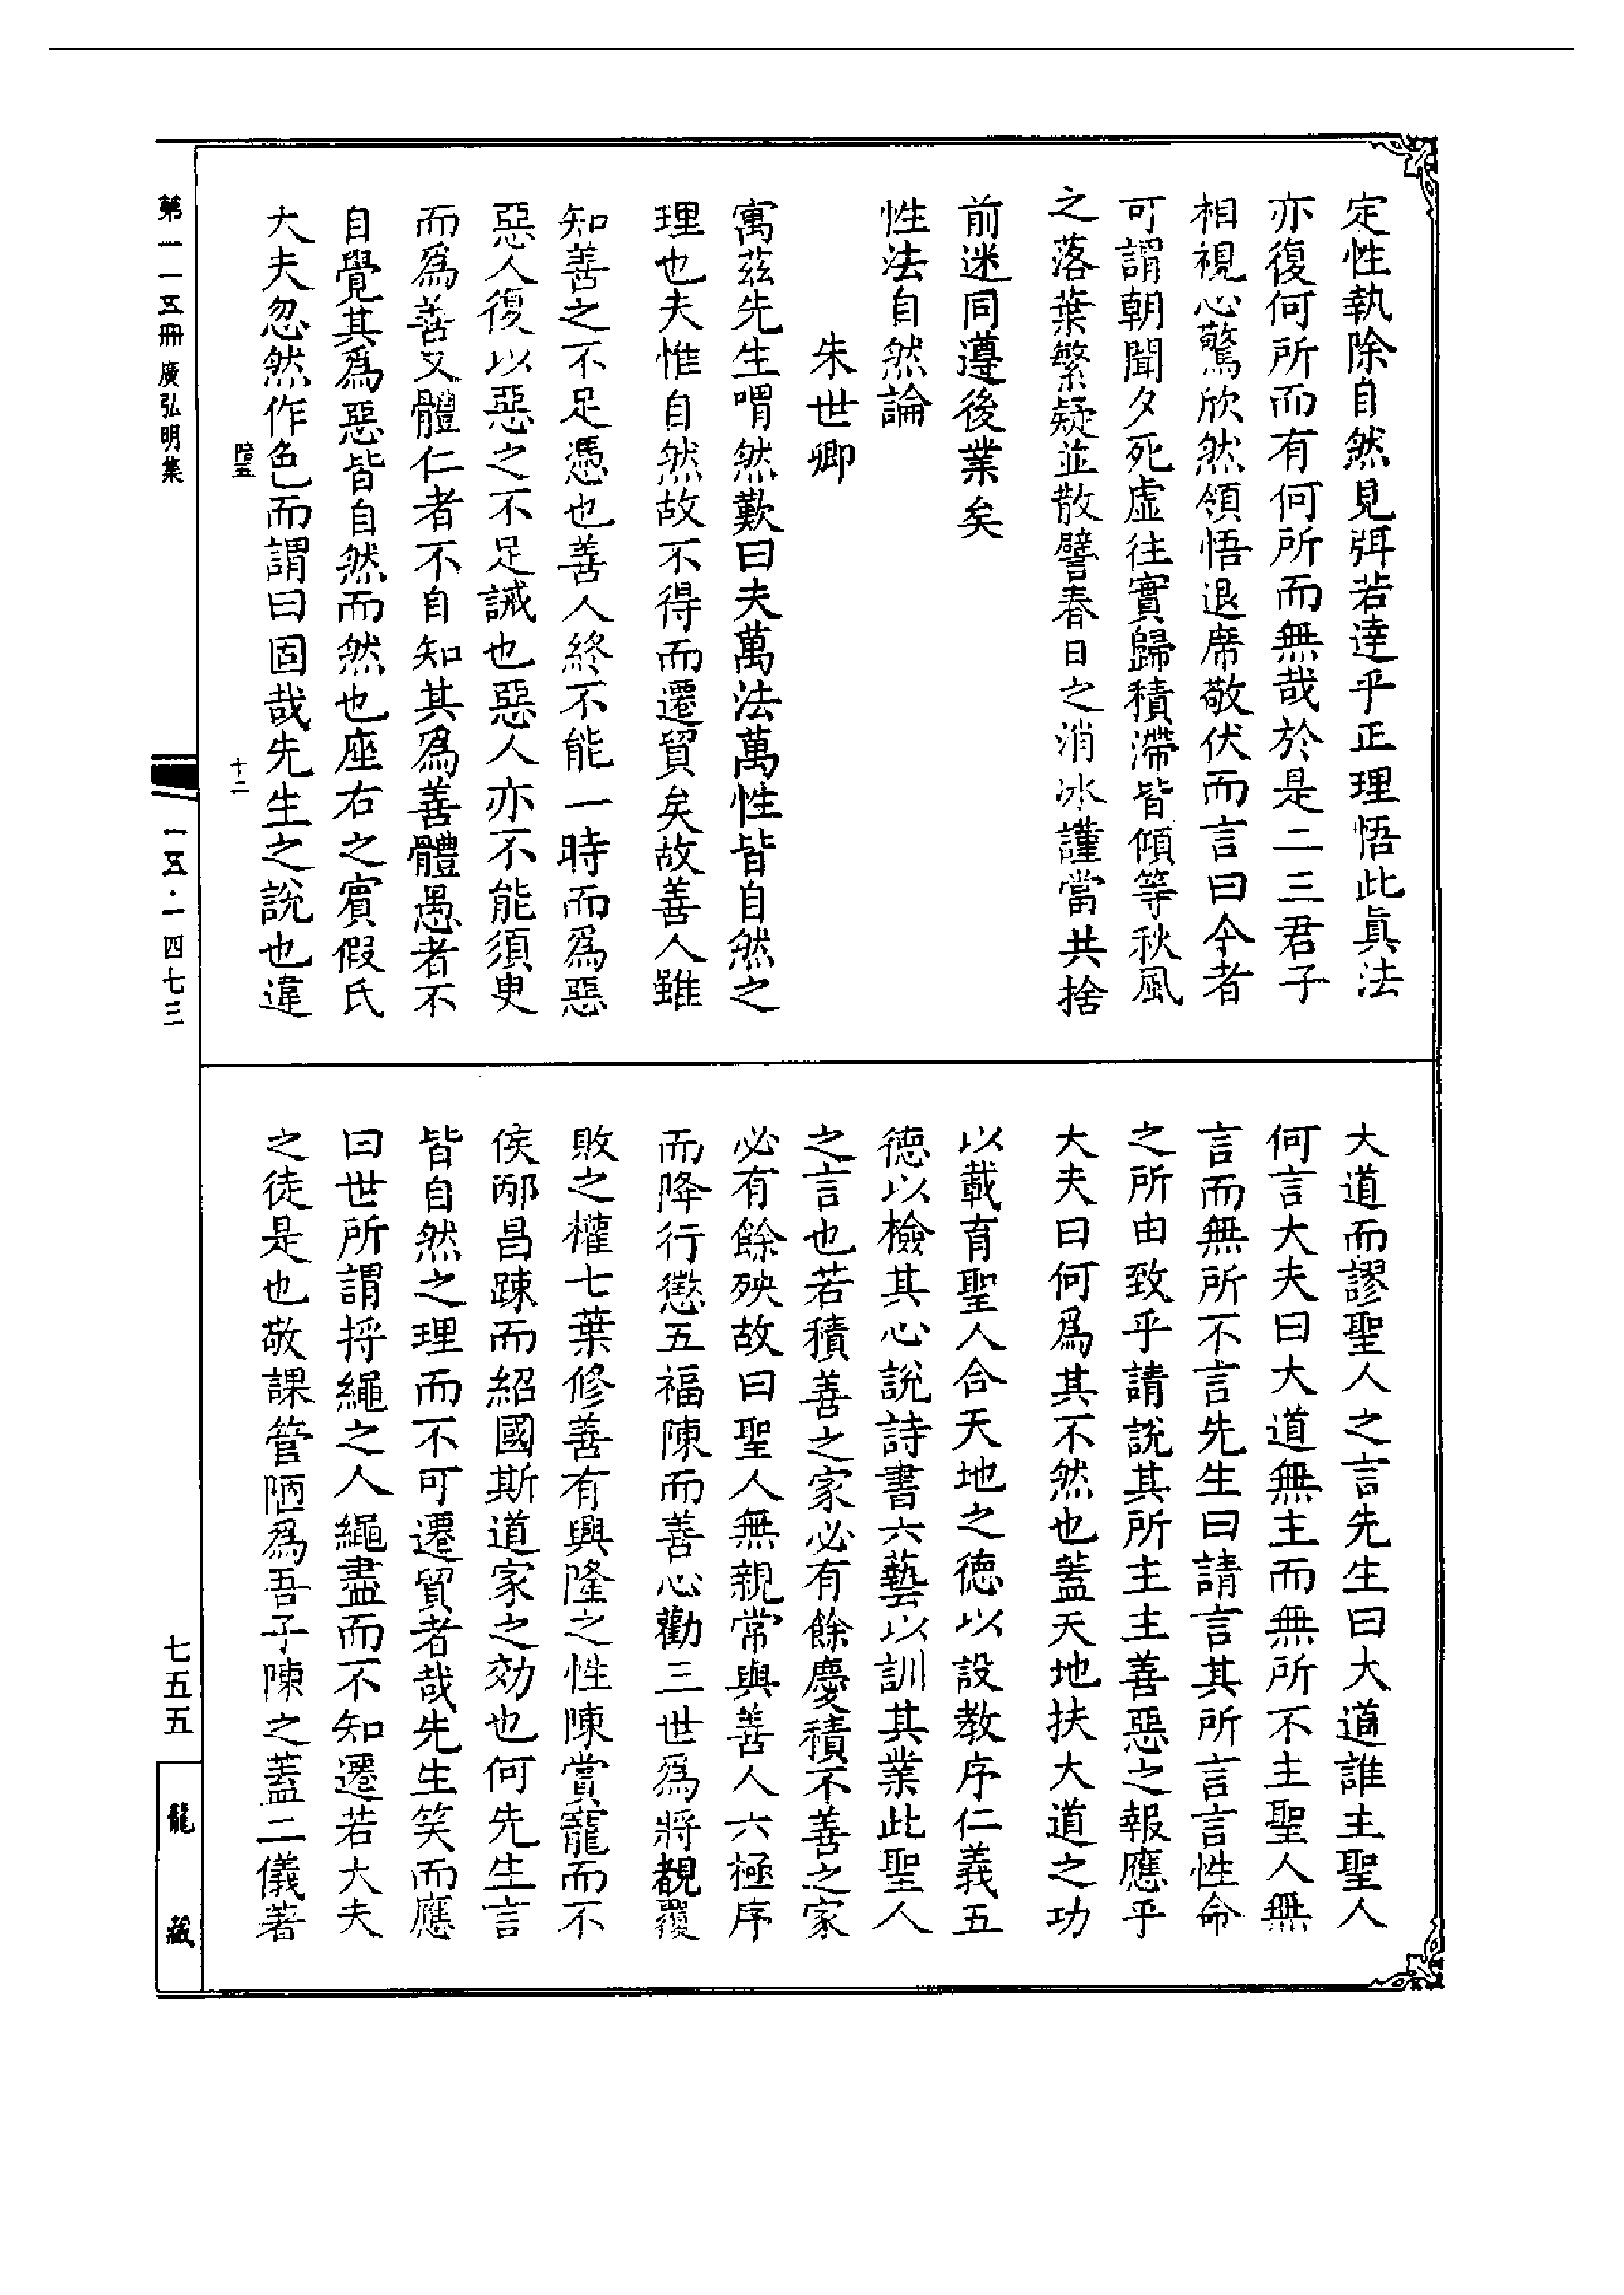 定性執除自然見弭若達乎正理悟此眞法
亦復何所而有何所而無哉於是二三君子
相視心驚欣然領悟退席敬伏而言曰今者
可謂朝聞夕死虛往實歸積滯皆傾等秋風
之落葉繁疑並散譬春日之消冰謹當共捨
前迷同遵後業矣
性法自然論
朱世卿
寓茲先生喟然歎曰夫萬法萬性皆自然之
理也夫惟自然故不得而遷貿矣故善人雖
知善之不足憑也善人終不能一時而爲惡
惡人復以惡之不足誡也惡人亦不能須臾
而爲善又體仁者不自知其爲善體愚者不
自覺其爲惡皆自然而然也座右之賓假氏
大夫忽然作色而謂曰固哉先生之說也違
大道而謬聖人之言先生曰大道誰主聖人
何言大夫曰大道無主而無所不主聖人無
言而無所不言先生曰請言其所言言性命
之所由致乎請說其所主主善惡之報應乎
大夫曰何爲其不然也蓋天地扶大道之功
以載育聖人合天地之德以設教序仁義五
德以檢其心說詩書六藝以訓其業此聖人
之言也若積善之家必有餘慶積不善之家
必有餘殃故曰聖人無親常與善人六極序
而降行懲五福陳而善心勸三世爲將覩覆
敗之權七葉修善有興隆之性陳賞寵而不
侯邴昌踈而紹國斯道家之効也何先生言
皆自然之理而不可遷貿者哉先生笑而應
曰世所謂捋繩之人繩盡而不知遷若大夫
之徒是也敬課管陋爲吾子陳之蓋二儀著
第一一五冊 廣弘明集
陪五
十二
一五·一四七三
七五五
龍藏